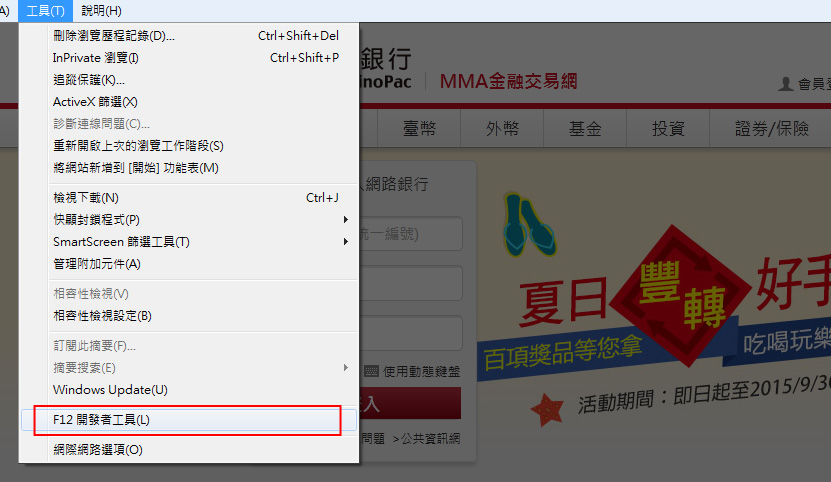 A)
工具(T)
說明(H)
刪除瀏覽歷程記錄(D)... Ctrl+Shift+Del
InPrivate 瀏覽(I) Ctrl+Shift+P
追蹤保護(K)...
ActiveX 篩選(X)
診斷連線問題(C)...
重新開啟上次的瀏覽工作階段(S)
將網站新增到 [開始] 功能表(M)
檢視下載(N) Ctrl+J
快顯封鎖程式(P)
SmartScreen 篩選工具(T)
管理附加元件(A)
相容性檢視(V)
相容性檢視設定(B)
訂閱此摘要(F)...
摘要搜索(E)
Windows Update(U)
F12 開發者工具(L)
網際網路選項(O)
銀行
inoPac
MMA金融交易網
會員
臺幣
外幣
基金
投資
證券/保險
網路銀行
統一編號)
使用動態鍵盤
入
問題 >公共資訊網
夏日
豐轉
好手
百項獎品等您拿
吃喝玩樂
活動期間：即日起至2015/9/30